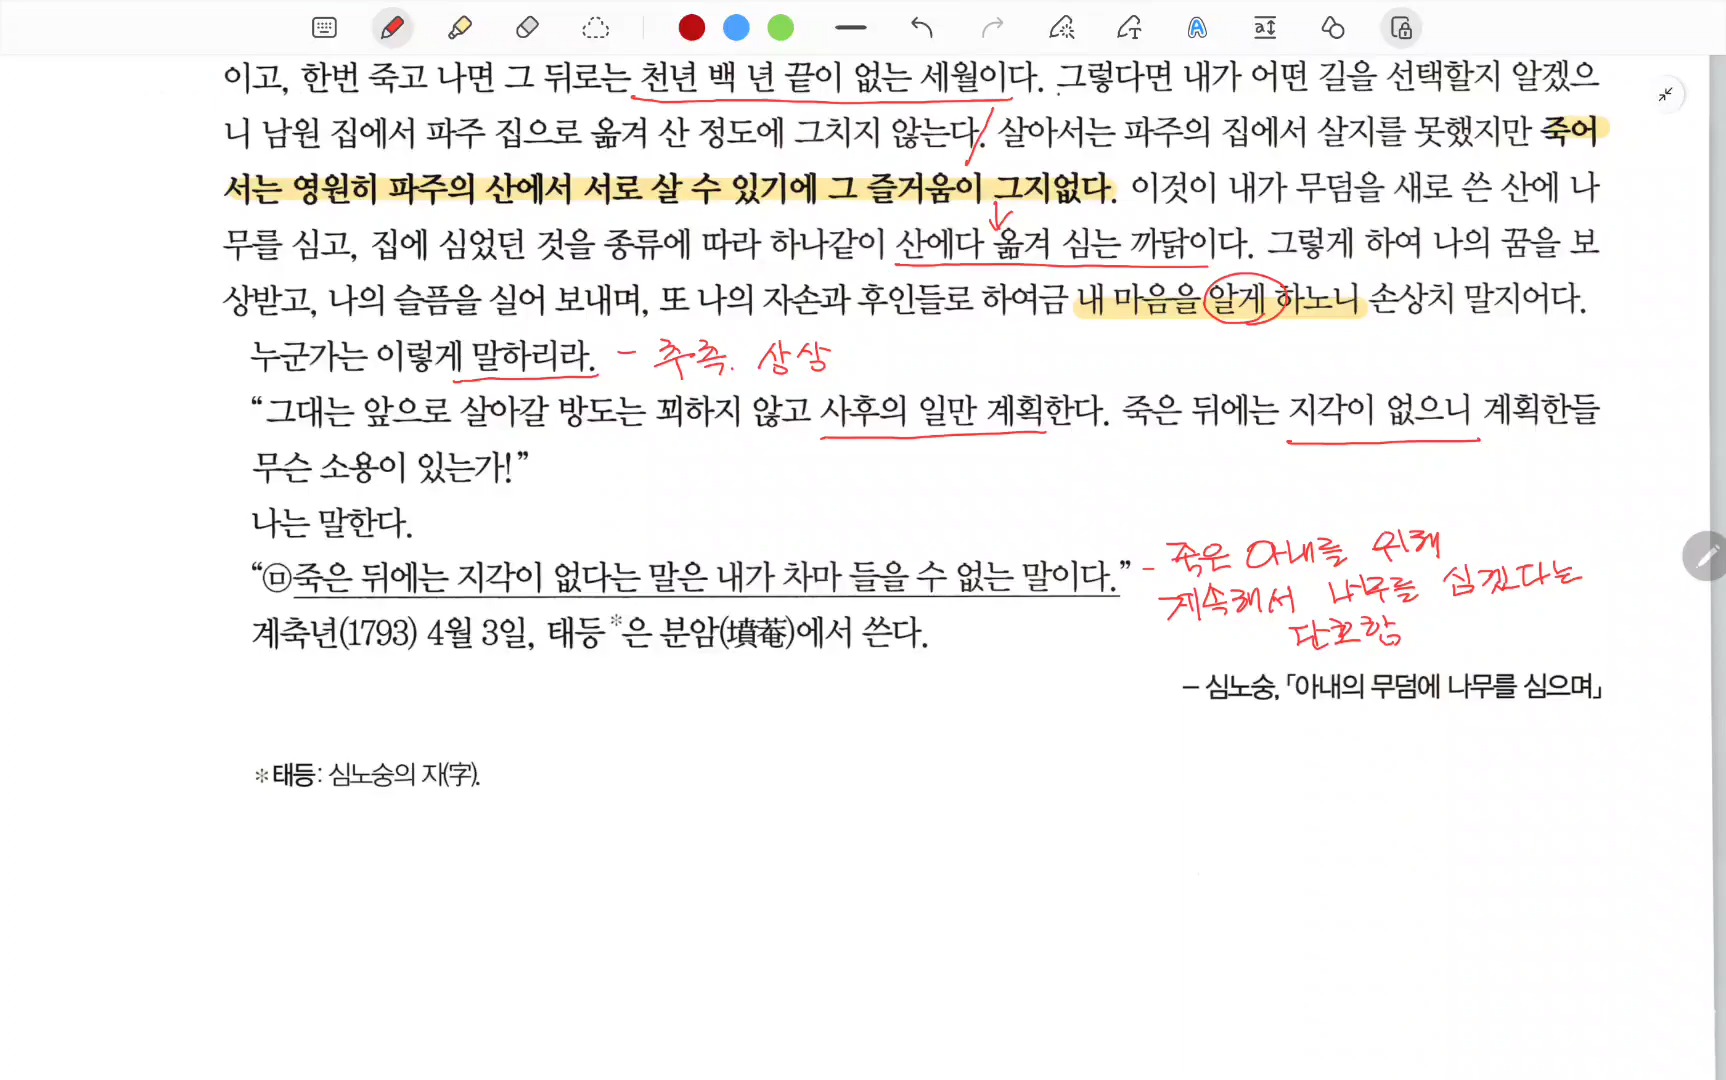 이고, 한번 죽고 나면 그 뒤로는 천년 백 년 끝이 없는 세월이다. 그렇다면 내가 어떤 길을 선택할지 알겠으
니 남원 집에서 파주 집으로 옮겨 산 정도에 그치지 않는다. 살아서는 파주의 집에서 살지를 못했지만 죽어
서는 영원히 파주의 산에서 서로 살 수 있기에 그 즐거움이 그지없다. 이것이 내가 무덤을 새로 쓴 산에 나
무를 심고, 집에 심었던 것을 종류에 따라 하나같이 산에다 옮겨 심는 까닭이다. 그렇게 하여 나의 꿈을 보
상받고, 나의 슬픔을 실어 보내며, 또 나의 자손과 후인들로 하여금 내 마음을 알게 하노니 손상치 말지어다.
누군가는 이렇게 말하리라. - 추측. 상상
“그대는 앞으로 살아갈 방도는 꾀하지 않고 사후의 일만 계획한다. 죽은 뒤에는 지각이 없으니 계획한들
무슨 소용이 있는가!”
나는 말한다.
“㉤죽은 뒤에는 지각이 없다는 말은 내가 차마 들을 수 없는 말이다.” - 죽은 아내를 위해
계속해서 나무를 심겠다는
단호함
계축년(1793) 4월 3일, 태등*은 분암(墳菴)에서 쓴다.
– 심노숭, 「아내의 무덤에 나무를 심으며」
*태등: 심노숭의 자(字).